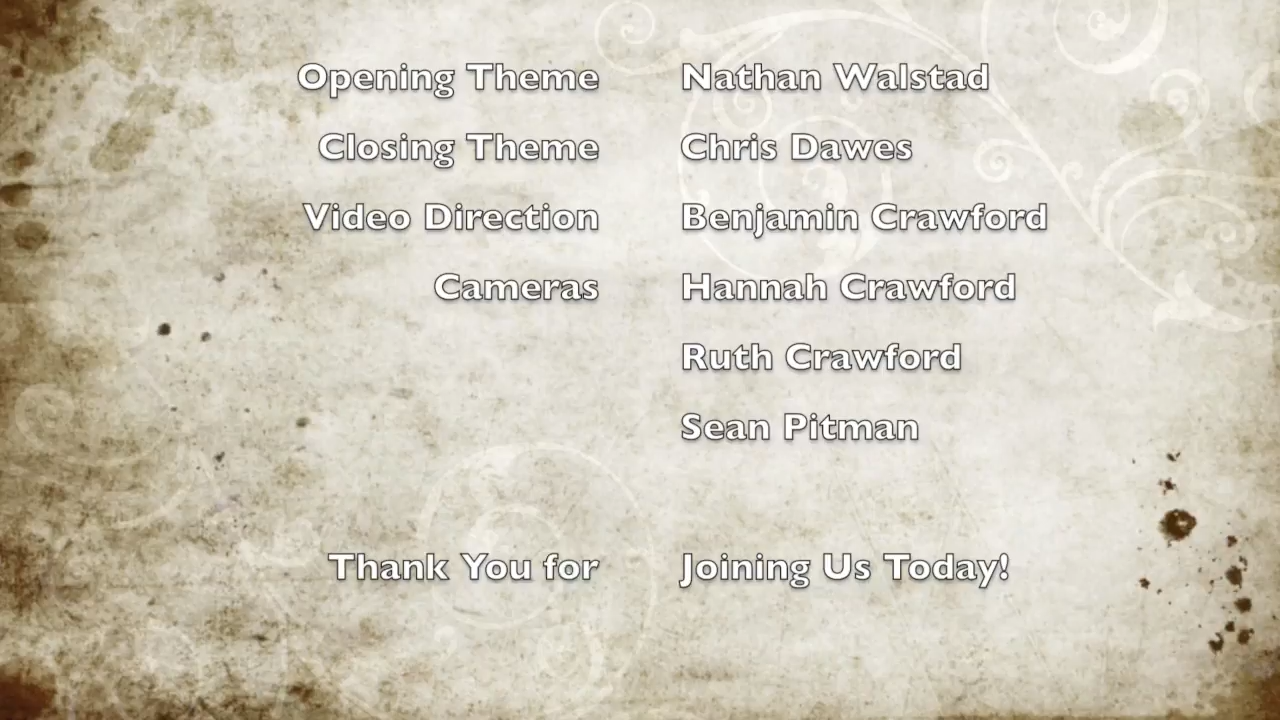 Opening Theme Nathan Walstad
Closing Theme Chris Dawes
Video Direction Benjamin Crawford
Cameras Hannah Crawford
Ruth Crawford
Sean Pitman
Thank You for Joining Us Today!